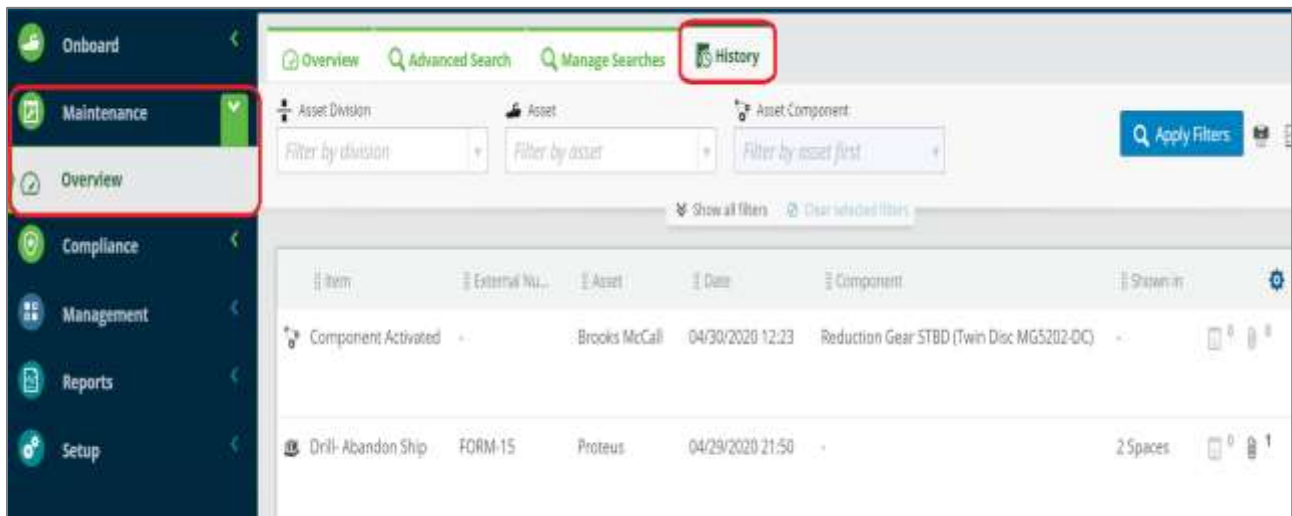 Onboard
Maintenance
Overview
Compliance
Management
Reports
Setup
Overview Advanced Search Manage Searches History
Asset Division Asset Asset Component
Filter by division Filter by asset Filter by asset first Apply Filters
Show all filters Clear selected filters
Item External Nu... Asset Date Component Shown in
Component Activated - Brooks McCall 04/30/2020 12:23 Reduction Gear STBD (Twin Disc MG5202-DC) - 0 0
Drill- Abandon Ship FORM-15 Proteus 04/29/2020 21:50 - 2 Spaces 0 1